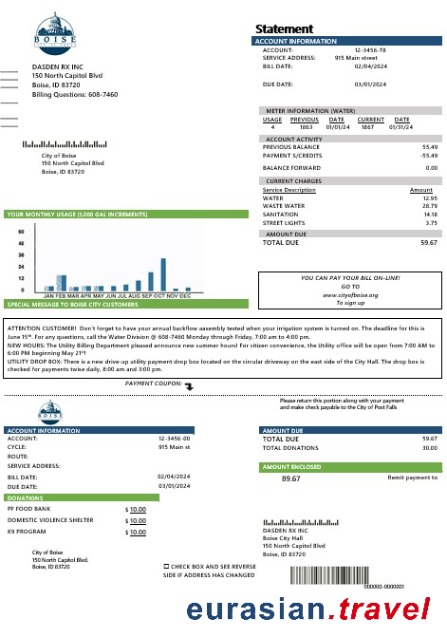 BOISE
Statement
ACCOUNT INFORMATION
ACCOUNT: 12-3456-78
SERVICE ADDRESS: 915 Main street
BILL DATE: 02/04/2024
DUE DATE: 03/01/2024
DASDEN RX INC
150 North Capitol Blvd
Boise, ID 83720
Billing Questions: 608-7460
METER INFORMATION (WATER)
USAGE PREVIOUS DATE CURRENT DATE
4 1863 01/01/24 1867 01/31/24
ACCOUNT ACTIVITY
PREVIOUS BALANCE 55.49
PAYMENT S/CREDITS -55.49
BALANCE FORWARD 0.00
City of Boise
150 North Capitol Blvd
Boise, ID 83720
CURRENT CHARGES
Service Description Amount
WATER 12.95
WASTE WATER 28.79
SANITATION 14.18
STREET LIGHTS 3.75
AMOUNT DUE
TOTAL DUE 59.67
YOUR MONTHLY USAGE (1,000 GAL INCREMENTS)
60
48
36
24
12
0
JAN FEB MAR APR MAY JUN JUL AUG SEP OCT NOV DEC
SPECIAL MESSAGE TO BOISE CITY CUSTOMERS
YOU CAN PAY YOUR BILL ON-LINE!
GO TO
www.cityofboise.org
To sign up
ATTENTION CUSTOMER! Don't forget to have your annual backflow assembly tested when your irrigation system is turned on. The deadline for this is
June 15th. For any questions, call the Water Division @ 608-7460 Monday through Friday, 7:00 am to 4:00 pm.
NEW HOURS: The Utility Billing Department pleased announce new summer hours! For citizen convenience, the Utility office will be open from 7:00 AM to
6:00 PM beginning May 21st!
UTILITY DROP BOX: There is a new drive-up utility payment drop box located on the circular driveway on the east side of the City Hall. The drop box is
checked for payments twice daily, 8:00 am and 3:00 pm.
PAYMENT COUPON:
BOISE
Please return this portion along with your payment
and make check payable to the City of Post Falls
ACCOUNT INFORMATION
ACCOUNT: 12-3456-00
CYCLE: 915 Main st
ROUTE:
SERVICE ADDRESS:
BILL DATE: 02/04/2024
DUE DATE: 03/01/2024
AMOUNT DUE
TOTAL DUE 59.67
TOTAL DONATIONS 30.00
AMOUNT ENCLOSED
89.67 Remit payment to
DONATIONS
PF FOOD BANK $ 10.00
DOMESTIC VIOLENCE SHELTER $ 10.00
K9 PROGRAM $ 10.00
DASDEN RX INC
Boise City Hall
150 North Capitol Blvd
Boise, ID 83720
City of Boise
150 North Capitol Blvd.
Boise, ID 83720
CHECK BOX AND SEE REVERSE
SIDE IF ADDRESS HAS CHANGED
000000-0000001
eurasian.travel